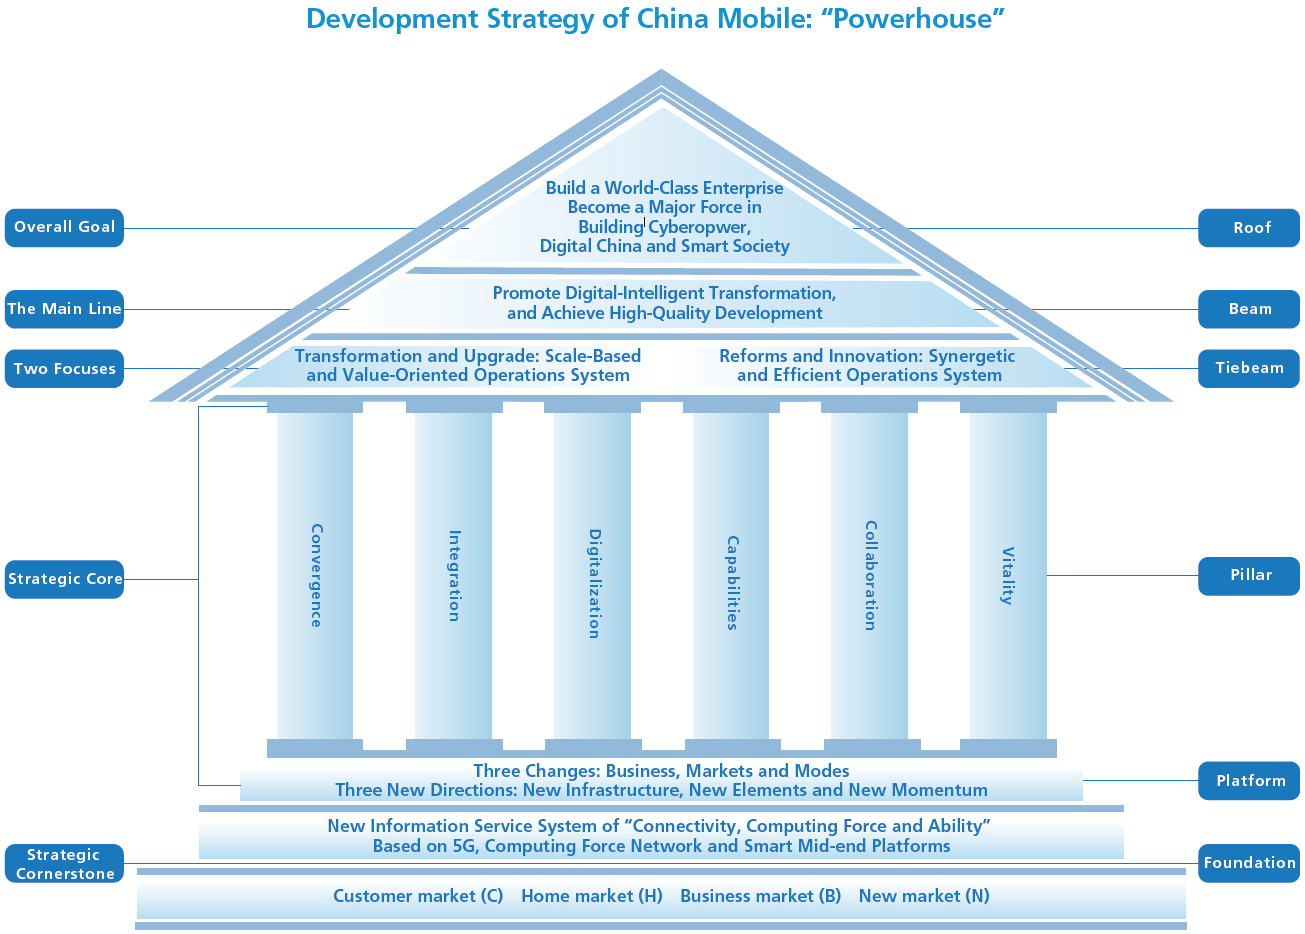 Development Strategy of China Mobile: “Powerhouse”
Build a World-Class Enterprise
Become a Major Force in
Building Cyberopwer,
Digital China and Smart Society
Overall Goal
Roof
Promote Digital-Intelligent Transformation,
and Achieve High-Quality Development
The Main Line
Beam
Transformation and Upgrade: Scale-Based
and Value-Oriented Operations System
Reforms and Innovation: Synergetic
and Efficient Operations System
Two Focuses
Tiebeam
Convergence
Integration
Digitalization
Capabilities
Collaboration
Vitality
Strategic Core
Pillar
Three Changes: Business, Markets and Modes
Three New Directions: New Infrastructure, New Elements and New Momentum
Platform
New Information Service System of “Connectivity, Computing Force and Ability”
Based on 5G, Computing Force Network and Smart Mid-end Platforms
Strategic
Cornerstone
Foundation
Customer market (C) Home market (H) Business market (B) New market (N)